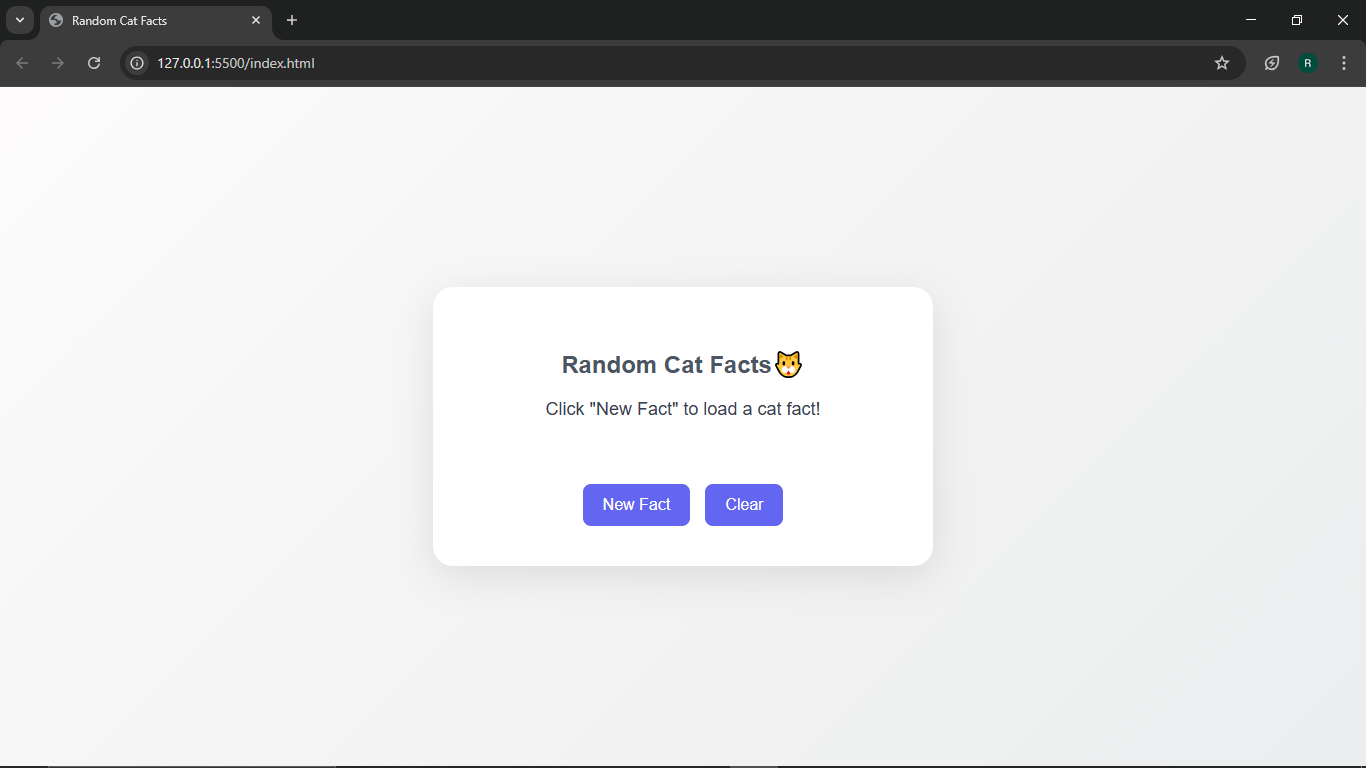 Random Cat Facts
127.0.0.1:5500/index.html
R
Random Cat Facts🐱
Click "New Fact" to load a cat fact!
New Fact
Clear